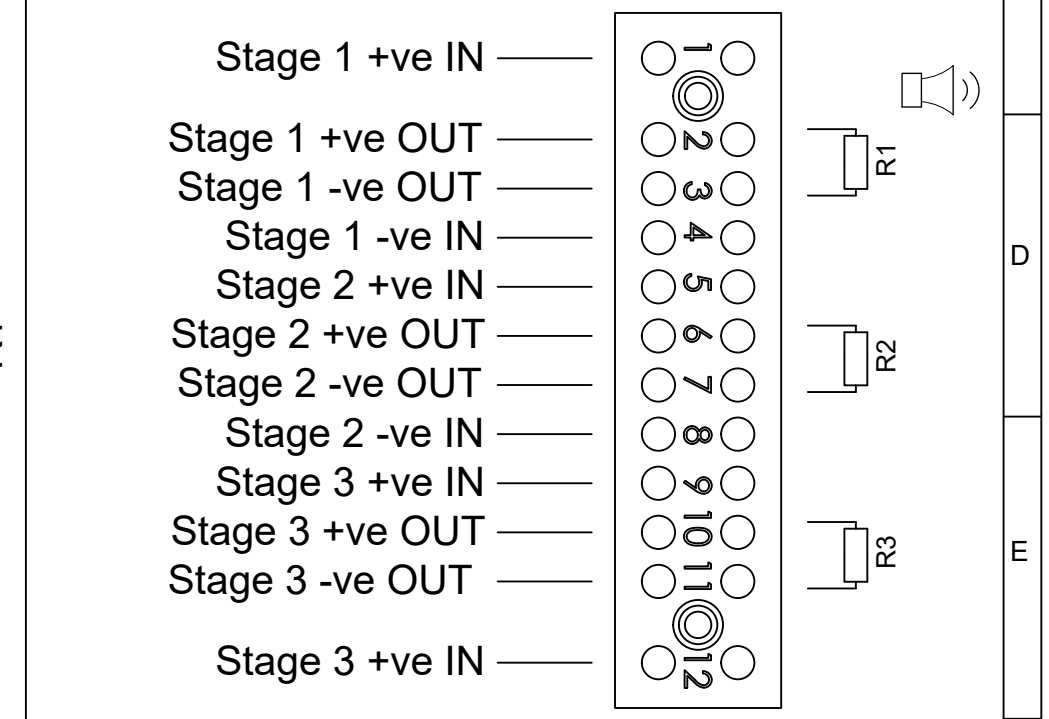 Stage 1 +ve IN
1
Stage 1 +ve OUT
2
R1
Stage 1 -ve OUT
3
Stage 1 -ve IN
4
D
Stage 2 +ve IN
5
Stage 2 +ve OUT
6
R2
Stage 2 -ve OUT
7
Stage 2 -ve IN
8
Stage 3 +ve IN
9
Stage 3 +ve OUT
10
R3
E
Stage 3 -ve OUT
11
Stage 3 +ve IN
12